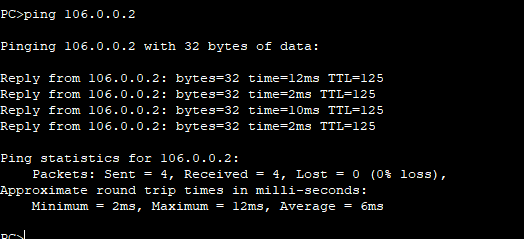 PC>ping 106.0.0.2
Pinging 106.0.0.2 with 32 bytes of data:
Reply from 106.0.0.2: bytes=32 time=12ms TTL=125
Reply from 106.0.0.2: bytes=32 time=2ms TTL=125
Reply from 106.0.0.2: bytes=32 time=10ms TTL=125
Reply from 106.0.0.2: bytes=32 time=2ms TTL=125
Ping statistics for 106.0.0.2:
Packets: Sent = 4, Received = 4, Lost = 0 (0% loss),
Approximate round trip times in milli-seconds:
Minimum = 2ms, Maximum = 12ms, Average = 6ms
PC>